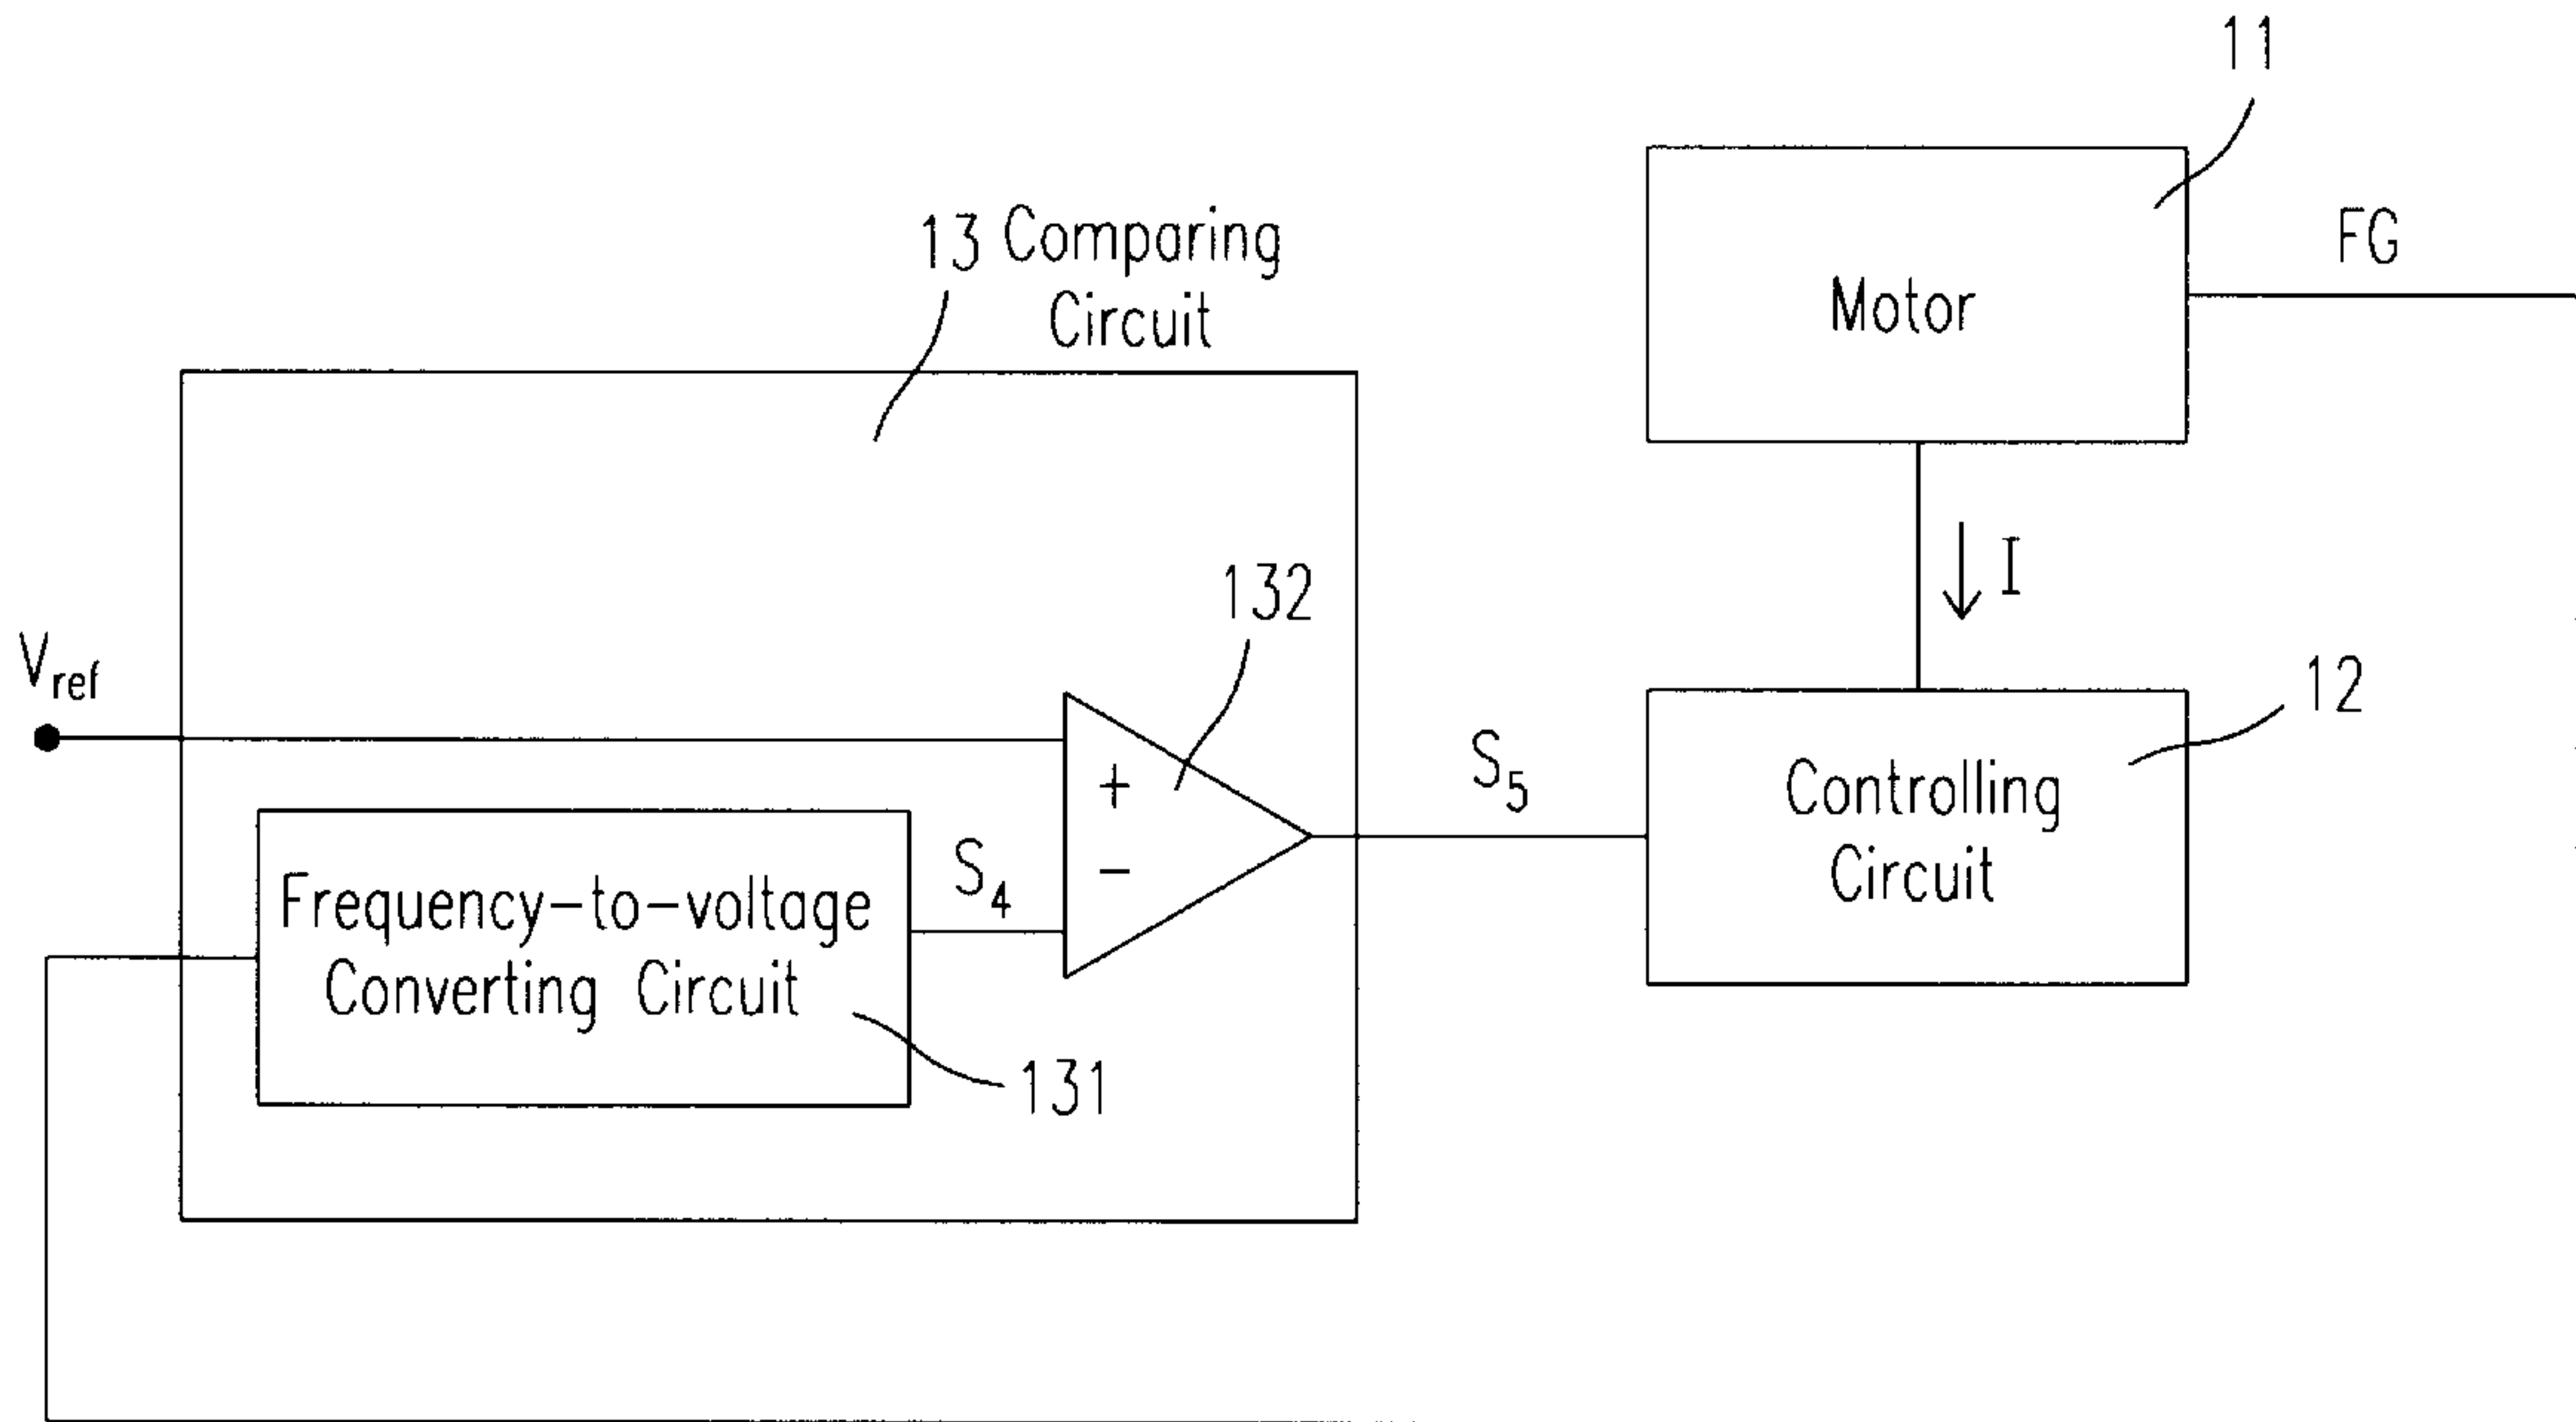 11
13 Comparing
Circuit
Motor
FG
I
132
V_ref
12
+
−
S_5
Controlling
Circuit
Frequency-to-voltage
Converting Circuit
S_4
131